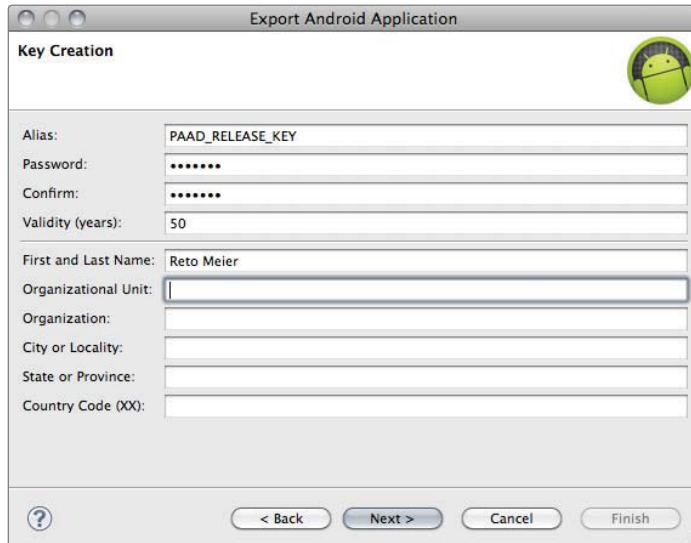 Export Android Application
Key Creation
Alias: PAAD_RELEASE_KEY
Password: •••••••
Confirm: •••••••
Validity (years): 50
First and Last Name: Reto Meier
Organizational Unit:
Organization:
City or Locality:
State or Province:
Country Code (XX):
? < Back Next > Cancel Finish